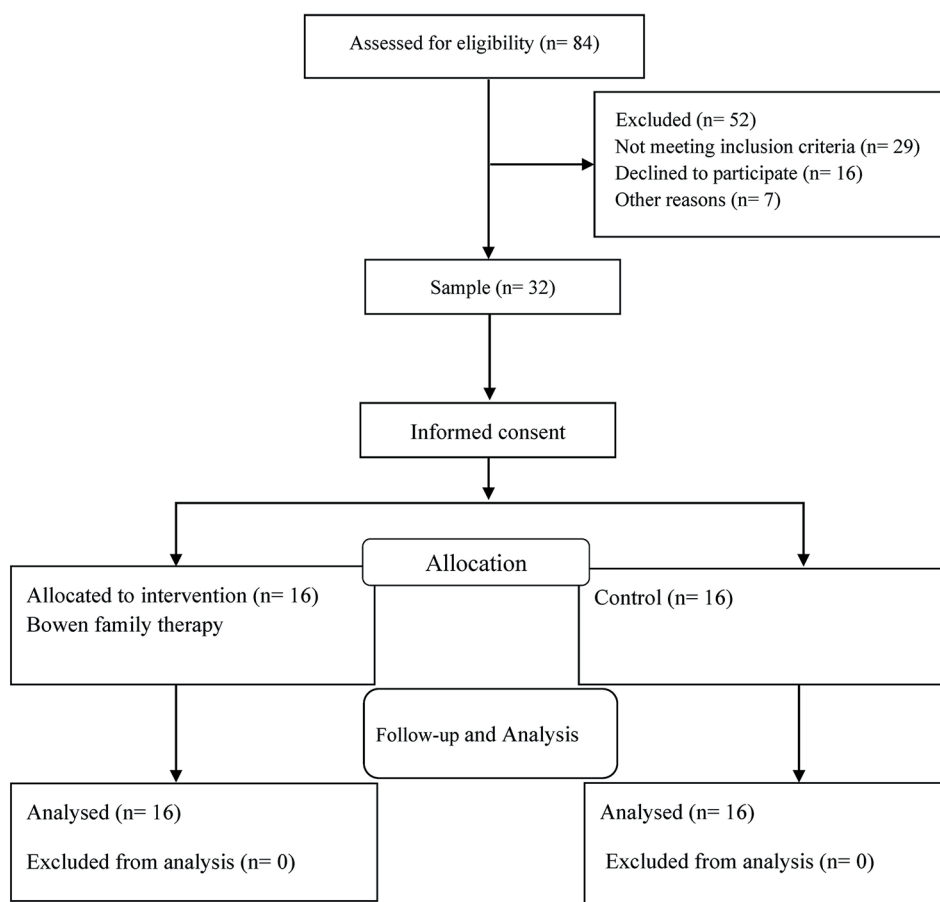 Assessed for eligibility (n= 84)
Excluded (n= 52)
Not meeting inclusion criteria (n= 29)
Declined to participate (n= 16)
Other reasons (n= 7)
Sample (n= 32)
Informed consent
Allocation
Allocated to intervention (n= 16)
Bowen family therapy
Control (n= 16)
Follow-up and Analysis
Analysed (n= 16)
Excluded from analysis (n= 0)
Analysed (n= 16)
Excluded from analysis (n= 0)